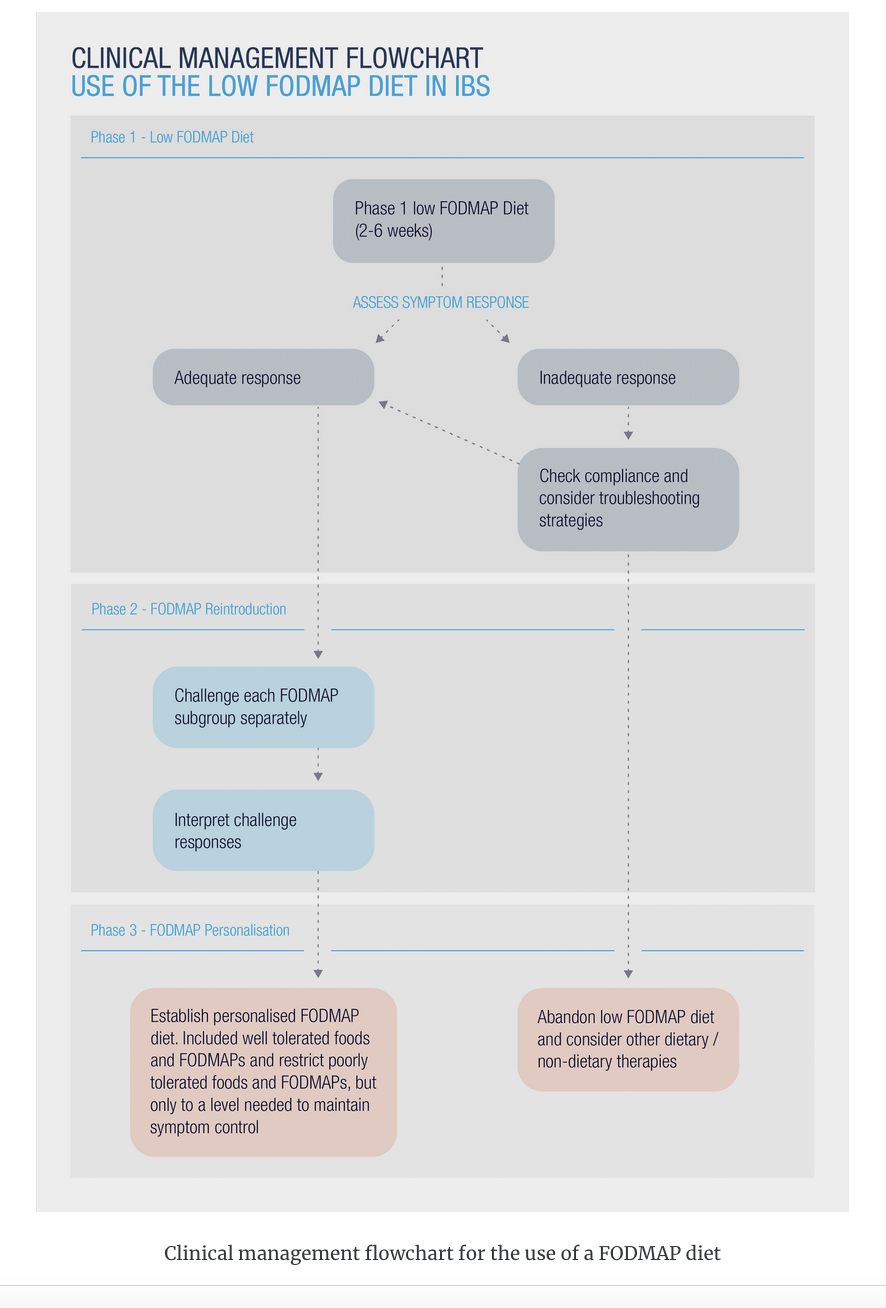 CLINICAL MANAGEMENT FLOWCHART
USE OF THE LOW FODMAP DIET IN IBS
Phase 1 - Low FODMAP Diet
Phase 1 low FODMAP Diet
(2-6 weeks)
ASSESS SYMPTOM RESPONSE
Adequate response
Inadequate response
Check compliance and
consider troubleshooting
strategies
Phase 2 - FODMAP Reintroduction
Challenge each FODMAP
subgroup separately
Interpret challenge
responses
Phase 3 - FODMAP Personalisation
Establish personalised FODMAP
diet. Included well tolerated foods
and FODMAPs and restrict poorly
tolerated foods and FODMAPs, but
only to a level needed to maintain
symptom control
Abandon low FODMAP diet
and consider other dietary /
non-dietary therapies
Clinical management flowchart for the use of a FODMAP diet